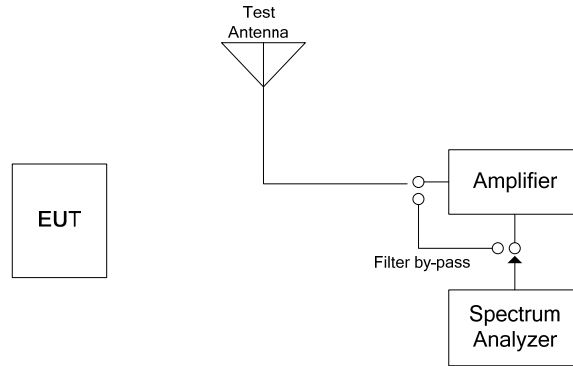 Test
Antenna
EUT
Amplifier
Filter by-pass
Spectrum
Analyzer